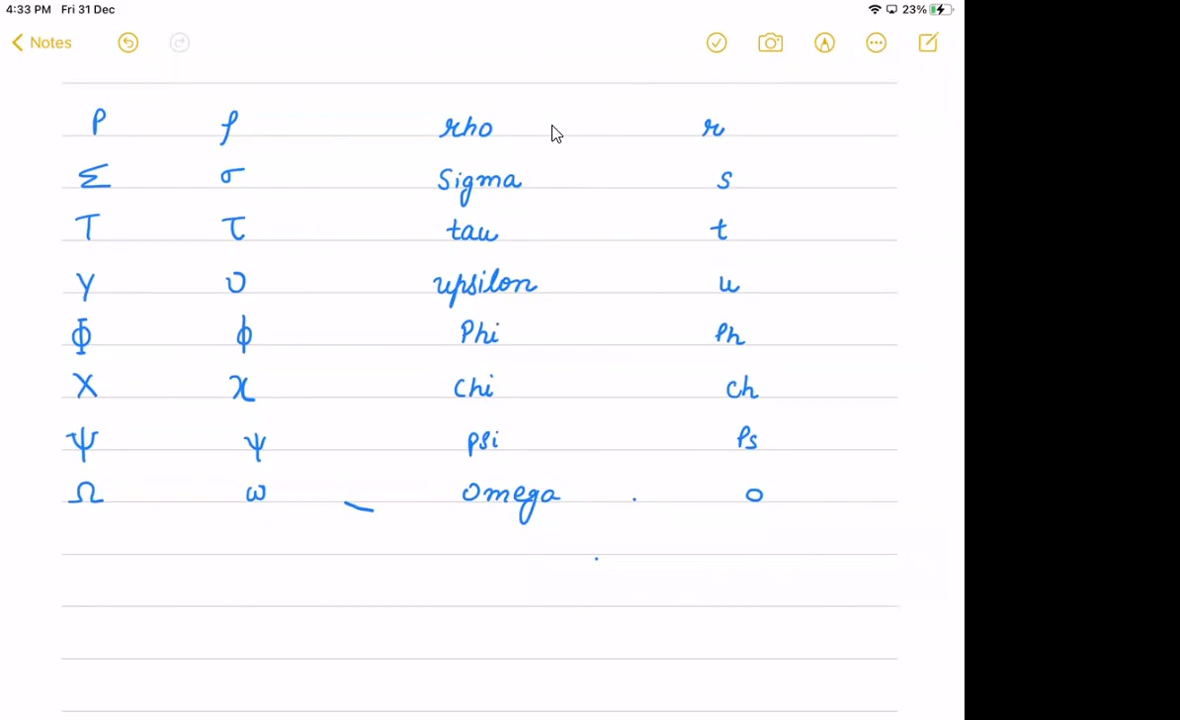 4:33 PM Fri 31 Dec 23%
Notes
Ρ ρ rho r
Σ σ Sigma s
Τ τ tau t
Υ υ upsilon u
Φ ϕ Phi Ph
Χ χ Chi ch
Ψ ψ psi Ps
Ω ω Omega o